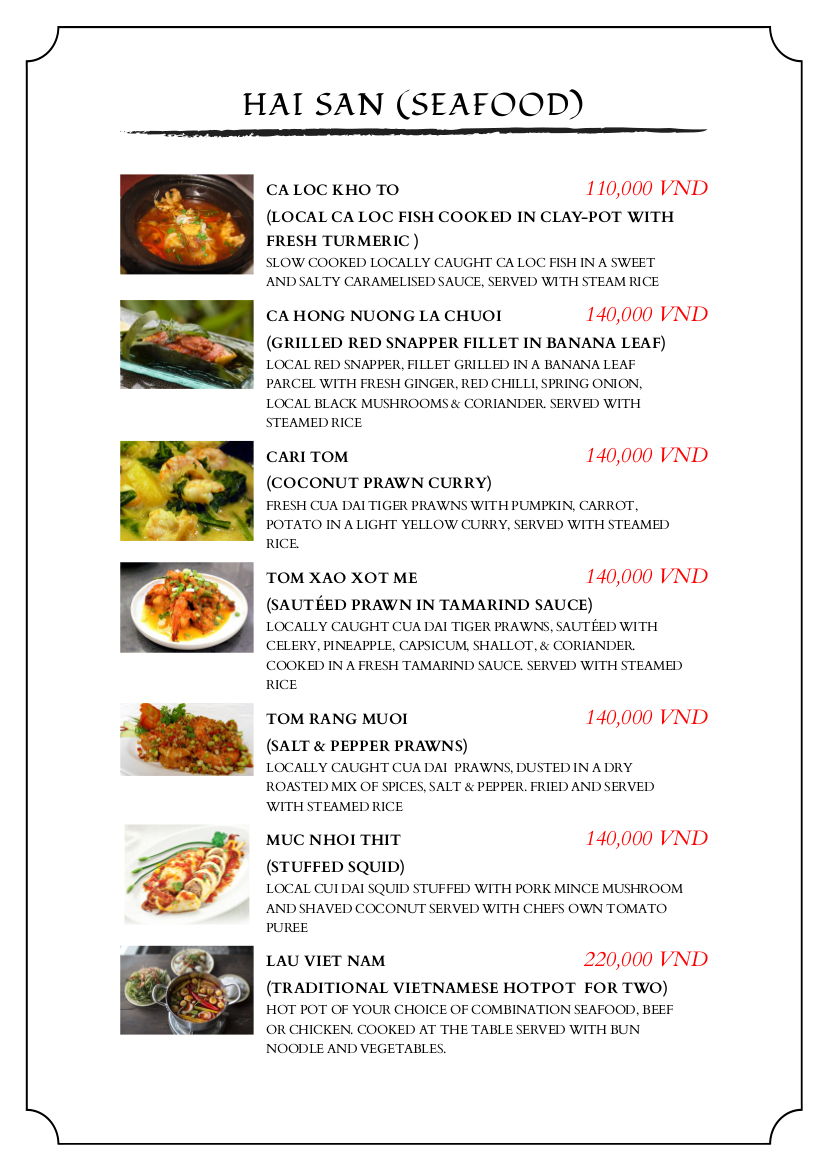 HAI SAN (SEAFOOD)
CA LOC KHO TO 110,000 VND
(LOCAL CA LOC FISH COOKED IN CLAY-POT WITH
FRESH TURMERIC )
SLOW COOKED LOCALLY CAUGHT CA LOC FISH IN A SWEET
AND SALTY CARAMELISED SAUCE, SERVED WITH STEAM RICE
CA HONG NUONG LA CHUOI 140,000 VND
(GRILLED RED SNAPPER FILLET IN BANANA LEAF)
LOCAL RED SNAPPER, FILLET GRILLED IN A BANANA LEAF
PARCEL WITH FRESH GINGER, RED CHILLI, SPRING ONION,
LOCAL BLACK MUSHROOMS & CORIANDER. SERVED WITH
STEAMED RICE
CARI TOM 140,000 VND
(COCONUT PRAWN CURRY)
FRESH CUA DAI TIGER PRAWNS WITH PUMPKIN, CARROT,
POTATO IN A LIGHT YELLOW CURRY, SERVED WITH STEAMED
RICE.
TOM XAO XOT ME 140,000 VND
(SAUTÉED PRAWN IN TAMARIND SAUCE)
LOCALLY CAUGHT CUA DAI TIGER PRAWNS, SAUTÉED WITH
CELERY, PINEAPPLE, CAPSICUM, SHALLOT, & CORIANDER.
COOKED IN A FRESH TAMARIND SAUCE. SERVED WITH STEAMED
RICE
TOM RANG MUOI 140,000 VND
(SALT & PEPPER PRAWNS)
LOCALLY CAUGHT CUA DAI PRAWNS, DUSTED IN A DRY
ROASTED MIX OF SPICES, SALT & PEPPER. FRIED AND SERVED
WITH STEAMED RICE
MUC NHOI THIT 140,000 VND
(STUFFED SQUID)
LOCAL CUI DAI SQUID STUFFED WITH PORK MINCE MUSHROOM
AND SHAVED COCONUT SERVED WITH CHEFS OWN TOMATO
PUREE
LAU VIET NAM 220,000 VND
(TRADITIONAL VIETNAMESE HOTPOT FOR TWO)
HOT POT OF YOUR CHOICE OF COMBINATION SEAFOOD, BEEF
OR CHICKEN. COOKED AT THE TABLE SERVED WITH BUN
NOODLE AND VEGETABLES.